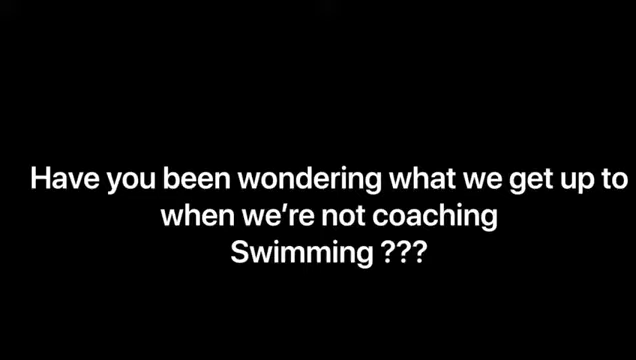 Have you been wondering what we get up to
when we’re not coaching
Swimming ???